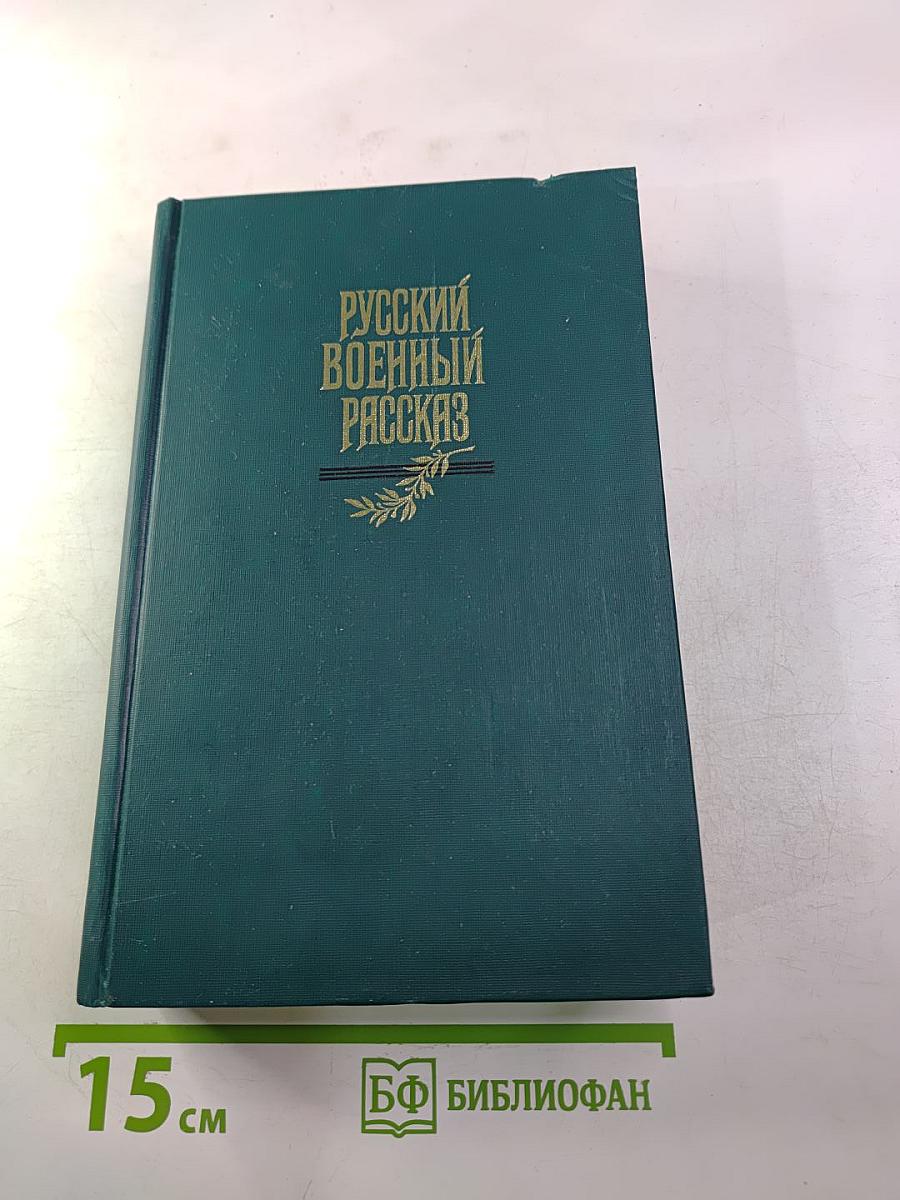 РУССКИЙ
ВОЕННЫЙ
РАССКАЗ
15 см
БФ БИБЛИОФАН